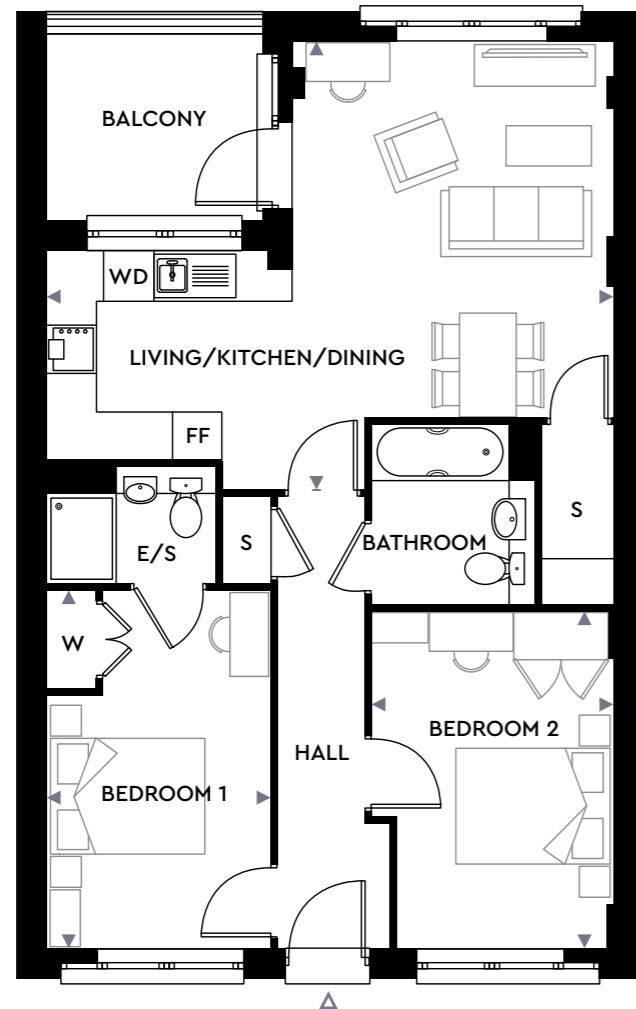 BALCONY
WD
LIVING/KITCHEN/DINING
FF
E/S
S
BATHROOM
S
W
BEDROOM 2
HALL
BEDROOM 1